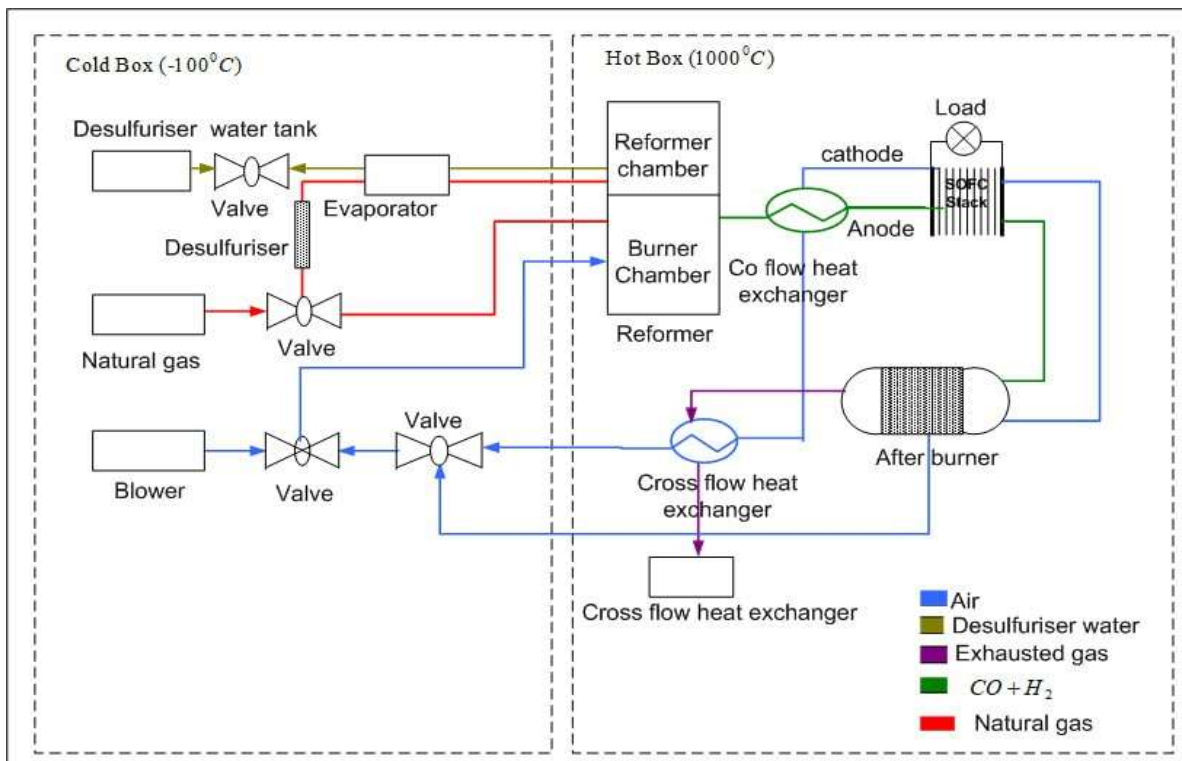 Cold Box (-100⁰C)
Desulfuriser water tank
Valve
Evaporator
Desulfuriser
Natural gas
Valve
Valve
Blower
Valve
Hot Box (1000⁰C)
Reformer
chamber
Burner
Chamber
Reformer
cathode
Load
SOFC
Stack
Anode
Co flow heat
exchanger
After burner
Cross flow heat
exchanger
Cross flow heat exchanger
Air
Desulfuriser water
Exhausted gas
CO + H₂
Natural gas